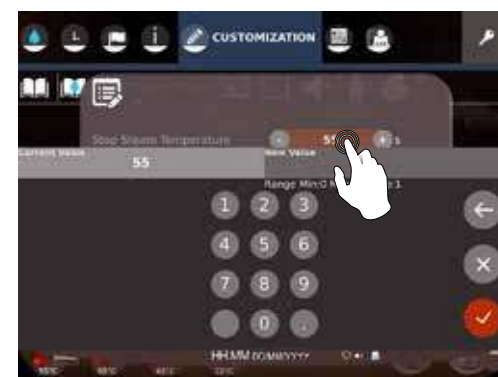 CUSTOMIZATION
Stop Steam Temperature
55
s
Current Value
New Value
55
Range Min:0
1 2 3
4 5 6
7 8 9
0 .
HH:MM DD/MM/YYYY